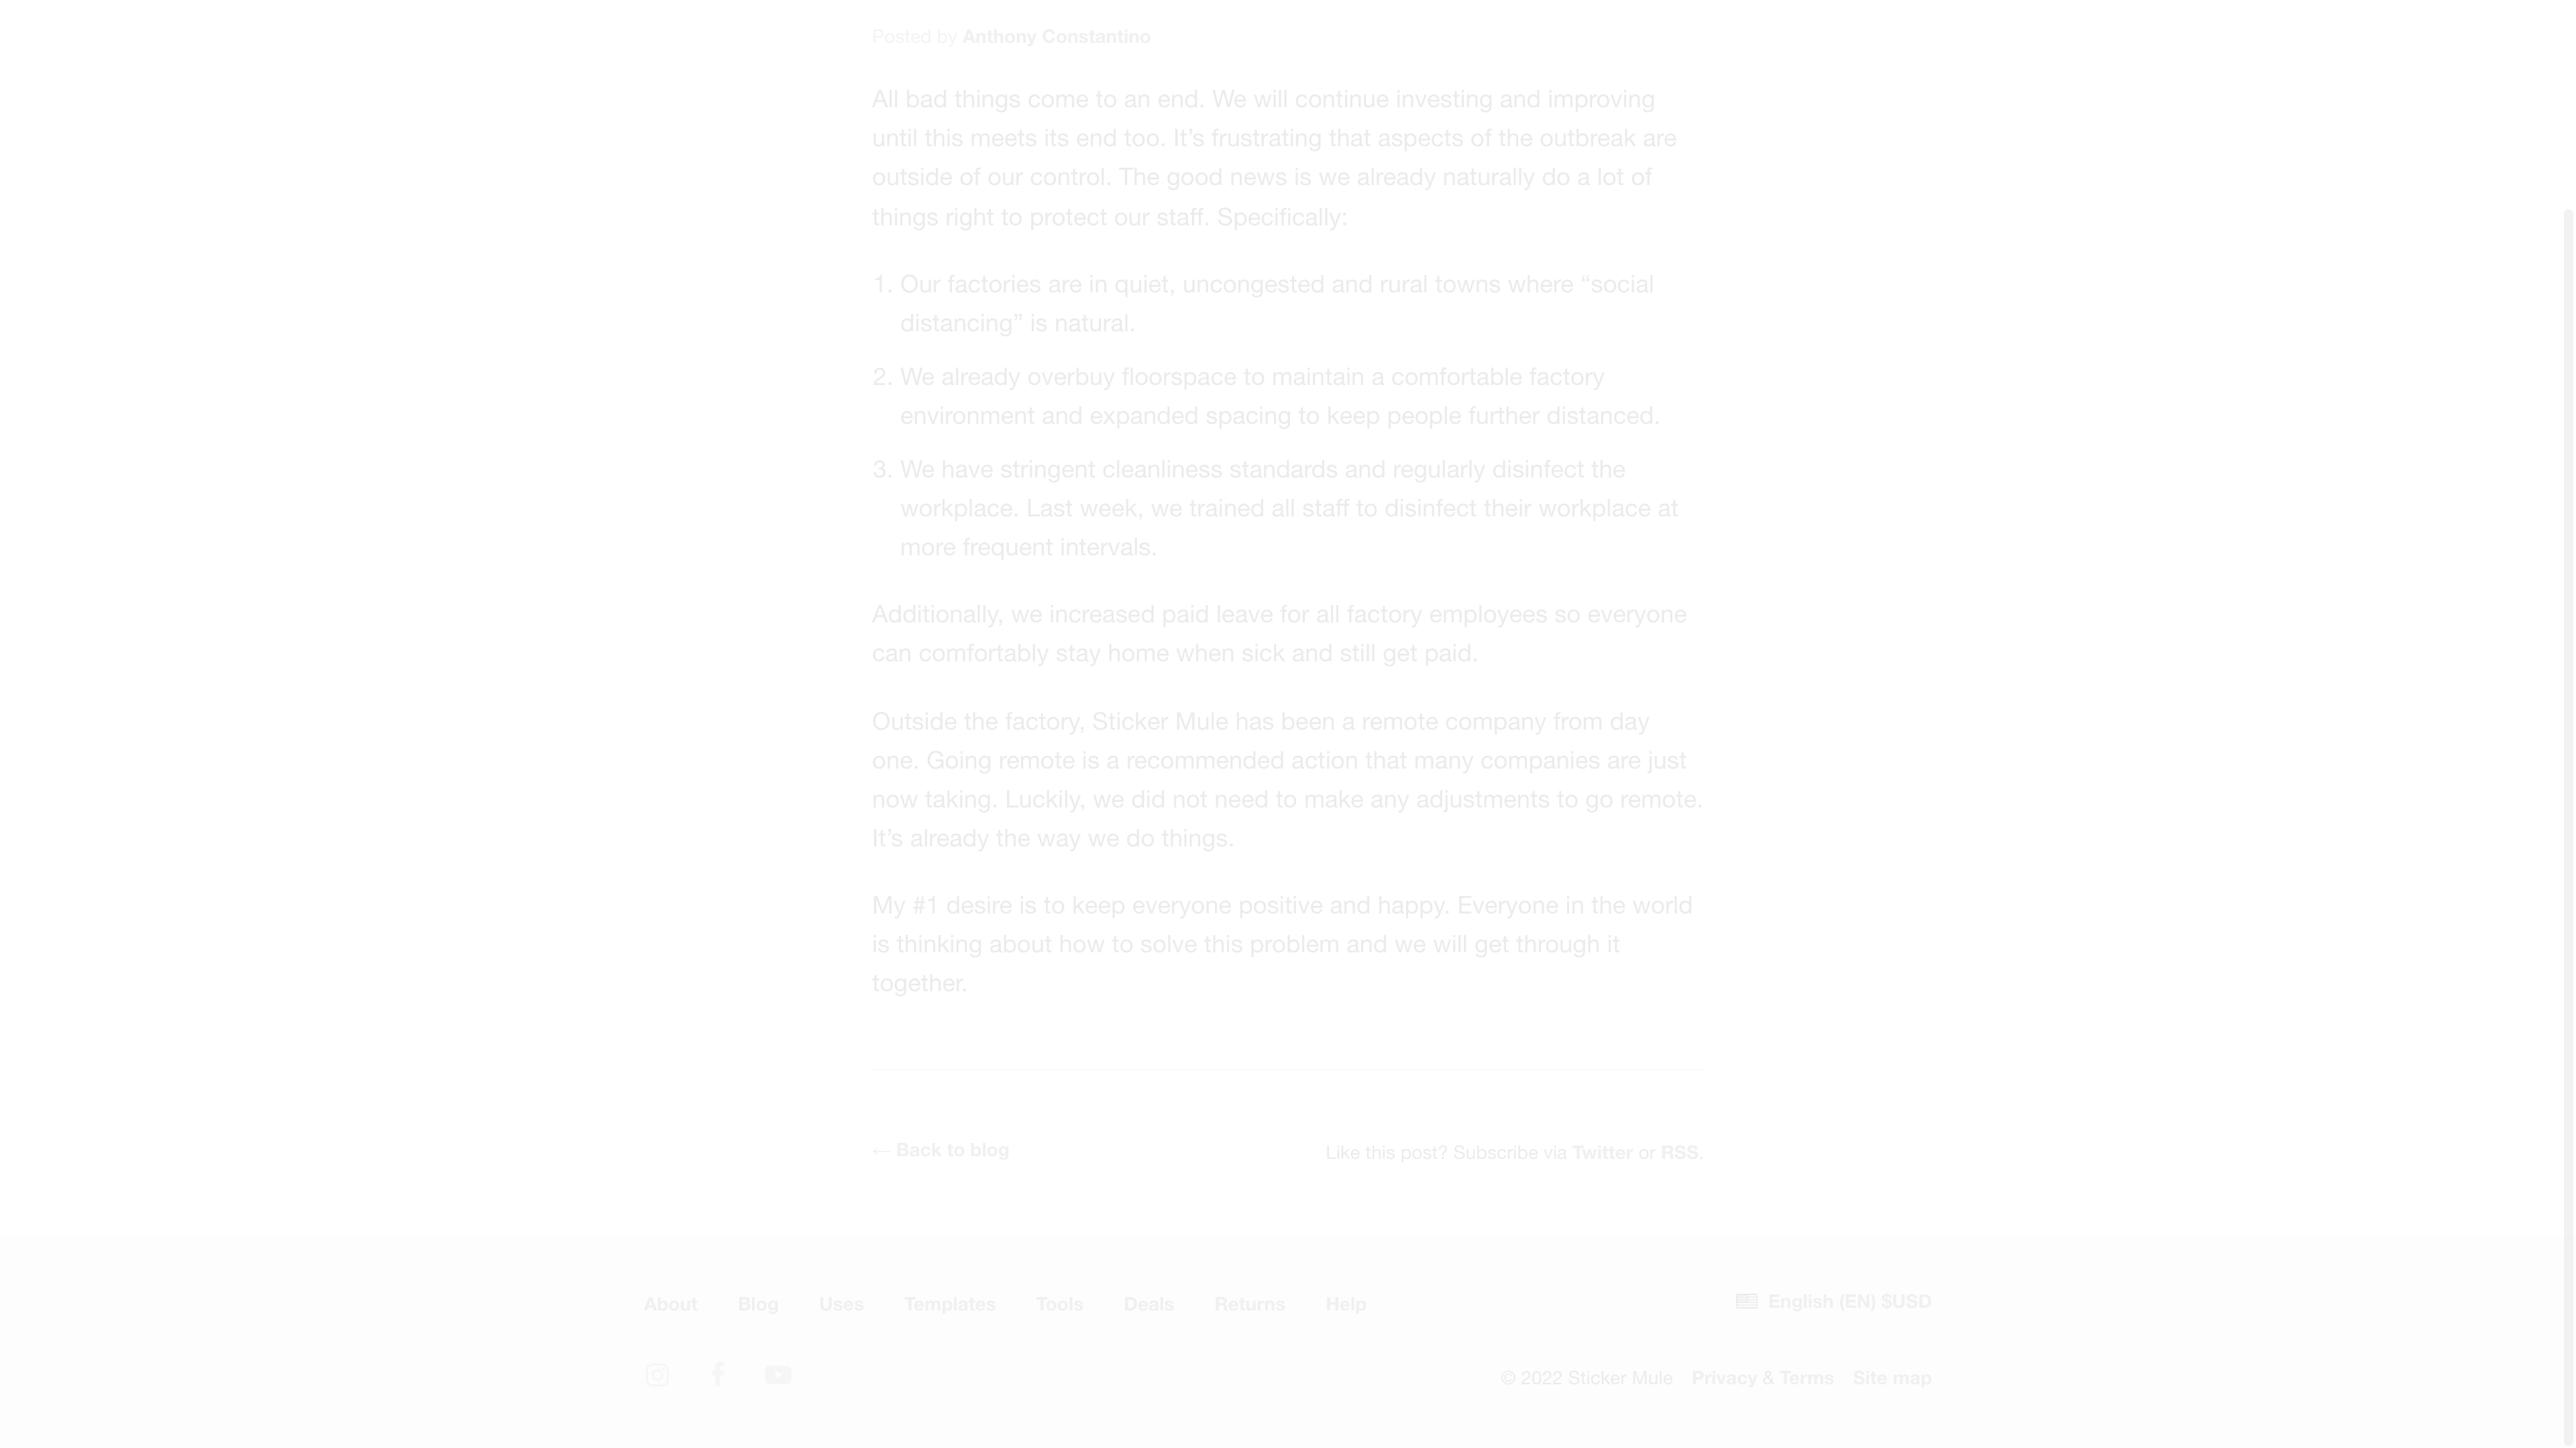 Posted by Anthony Constantino
All bad things come to an end. We will continue investing and improving
until this meets its end too. It’s frustrating that aspects of the outbreak are
outside of our control. The good news is we already naturally do a lot of
things right to protect our staff. Specifically:
1. Our factories are in quiet, uncongested and rural towns where “social
distancing” is natural.
2. We already overbuy floorspace to maintain a comfortable factory
environment and expanded spacing to keep people further distanced.
3. We have stringent cleanliness standards and regularly disinfect the
workplace. Last week, we trained all staff to disinfect their workplace at
more frequent intervals.
Additionally, we increased paid leave for all factory employees so everyone
can comfortably stay home when sick and still get paid.
Outside the factory, Sticker Mule has been a remote company from day
one. Going remote is a recommended action that many companies are just
now taking. Luckily, we did not need to make any adjustments to go remote.
It’s already the way we do things.
My #1 desire is to keep everyone positive and happy. Everyone in the world
is thinking about how to solve this problem and we will get through it
together.
← Back to blog
Like this post? Subscribe via Twitter or RSS.
About Blog Uses Templates Tools Deals Returns Help
English (EN) $USD
© 2022 Sticker Mule Privacy & Terms Site map